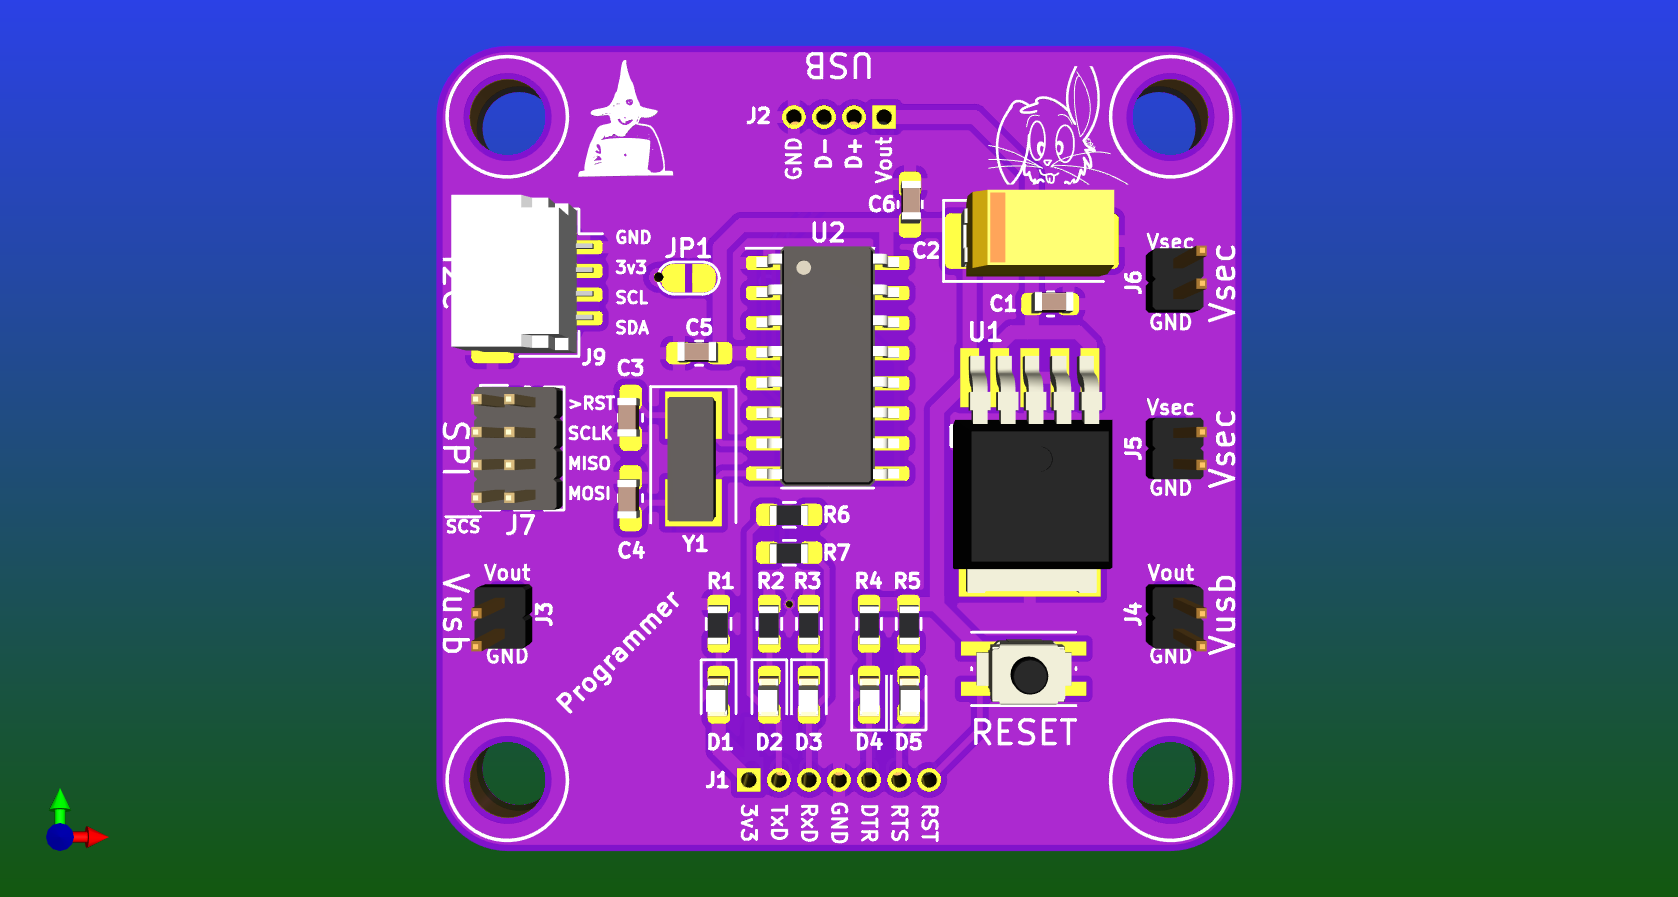 USB
J2
GND
D-
D+
Vout
C6
C2
U2
JP1
GND
3v3
SCL
SDA
J9
C5
C3
C1
U1
Vsec
J6
Vsec
GND
>RST
SCLK
MISO
MOSI
SPI
SCS
J7
C4
Y1
R6
R7
Vsec
J5
Vsec
GND
Vout
Vusb
J3
GND
Programmer
R1
R2
R3
R4
R5
Vout
J4
Vusb
GND
D1
D2
D3
D4
D5
RESET
J1
3v3
TxD
RxD
GND
DTR
RTS
RST